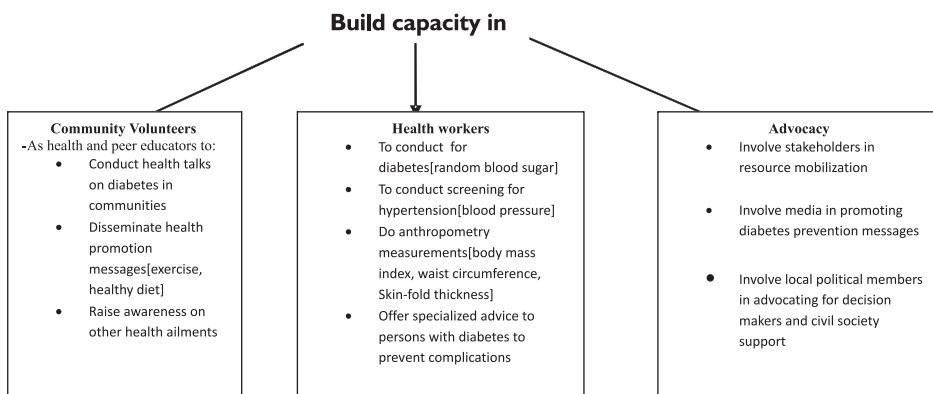 Build capacity in
Community Volunteers
-As health and peer educators to:
• Conduct health talks
on diabetes in
communities
• Disseminate health
promotion
messages[exercise,
healthy diet]
• Raise awareness on
other health ailments
Health workers
• To conduct for
diabetes[random blood sugar]
• To conduct screening for
hypertension[blood pressure]
• Do anthropometry
measurements[body mass
index, waist circumference,
Skin-fold thickness]
• Offer specialized advice to
persons with diabetes to
prevent complications
Advocacy
• Involve stakeholders in
resource mobilization
• Involve media in promoting
diabetes prevention messages
• Involve local political members
in advocating for decision
makers and civil society
support